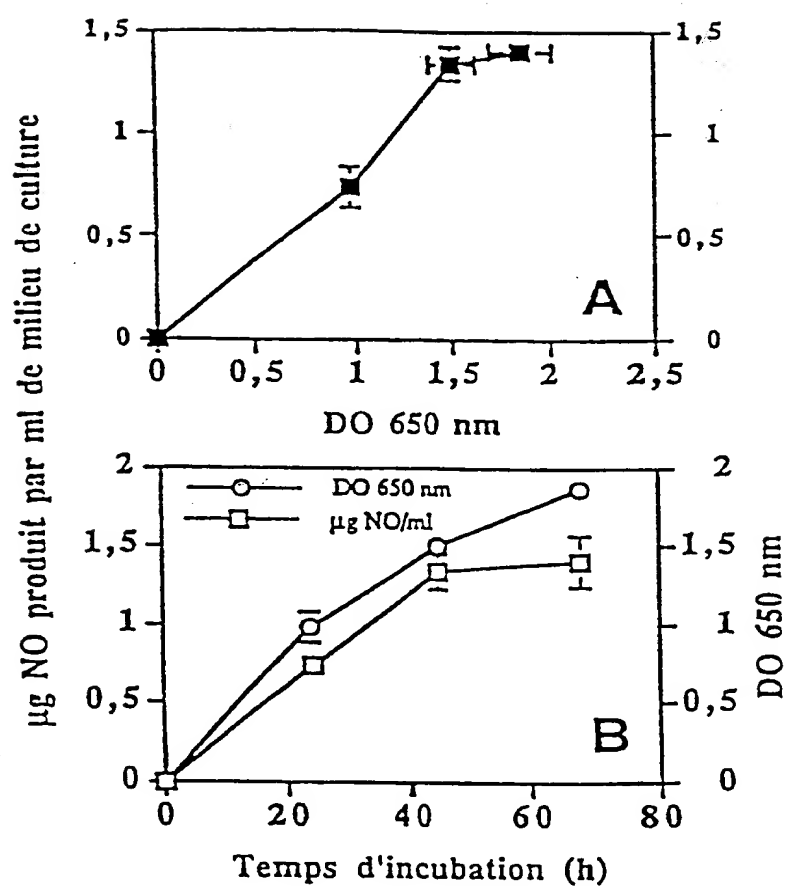 µg NO produit par ml de milieu de culture
1,5 1,5
1 1
0,5 0,5
A
0 0
0 0,5 1 1,5 2 2,5
DO 650 nm
2 2
DO 650 nm
µg NO/ml
1,5 1,5
1 1
0,5 0,5
B
0 0
0 20 40 60 80
DO 650 nm
Temps d'incubation (h)